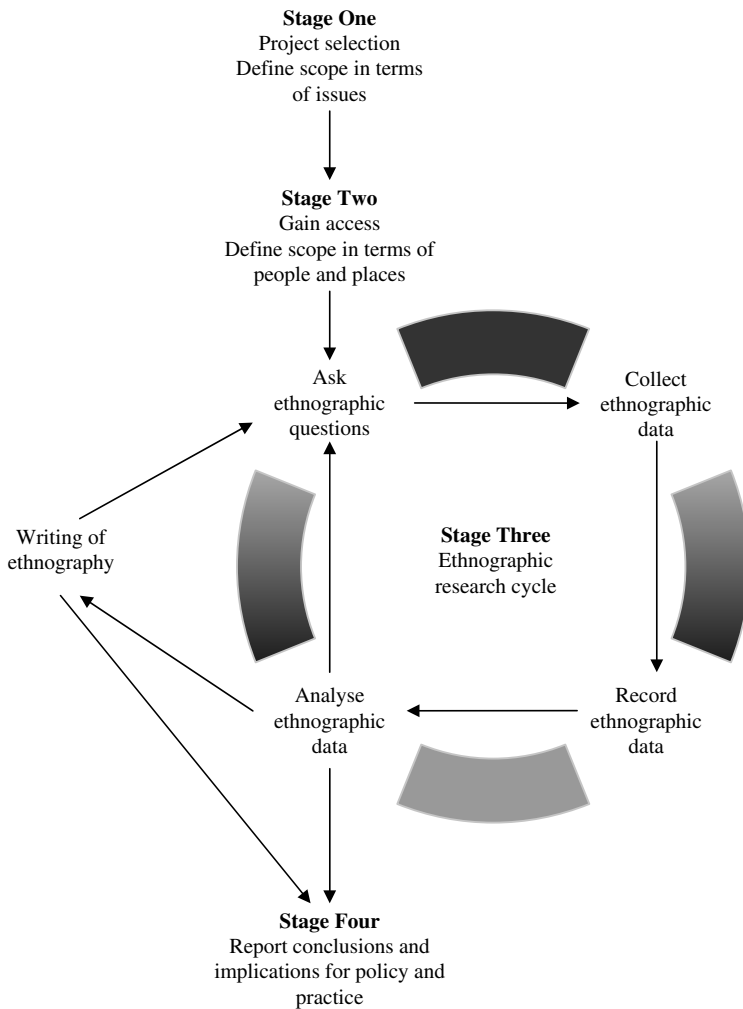 Stage One
Project selection
Define scope in terms
of issues
Stage Two
Gain access
Define scope in terms of
people and places
Ask
ethnographic
questions
Collect
ethnographic
data
Writing of
ethnography
Stage Three
Ethnographic
research cycle
Analyse
ethnographic
data
Record
ethnographic
data
Stage Four
Report conclusions and
implications for policy and
practice